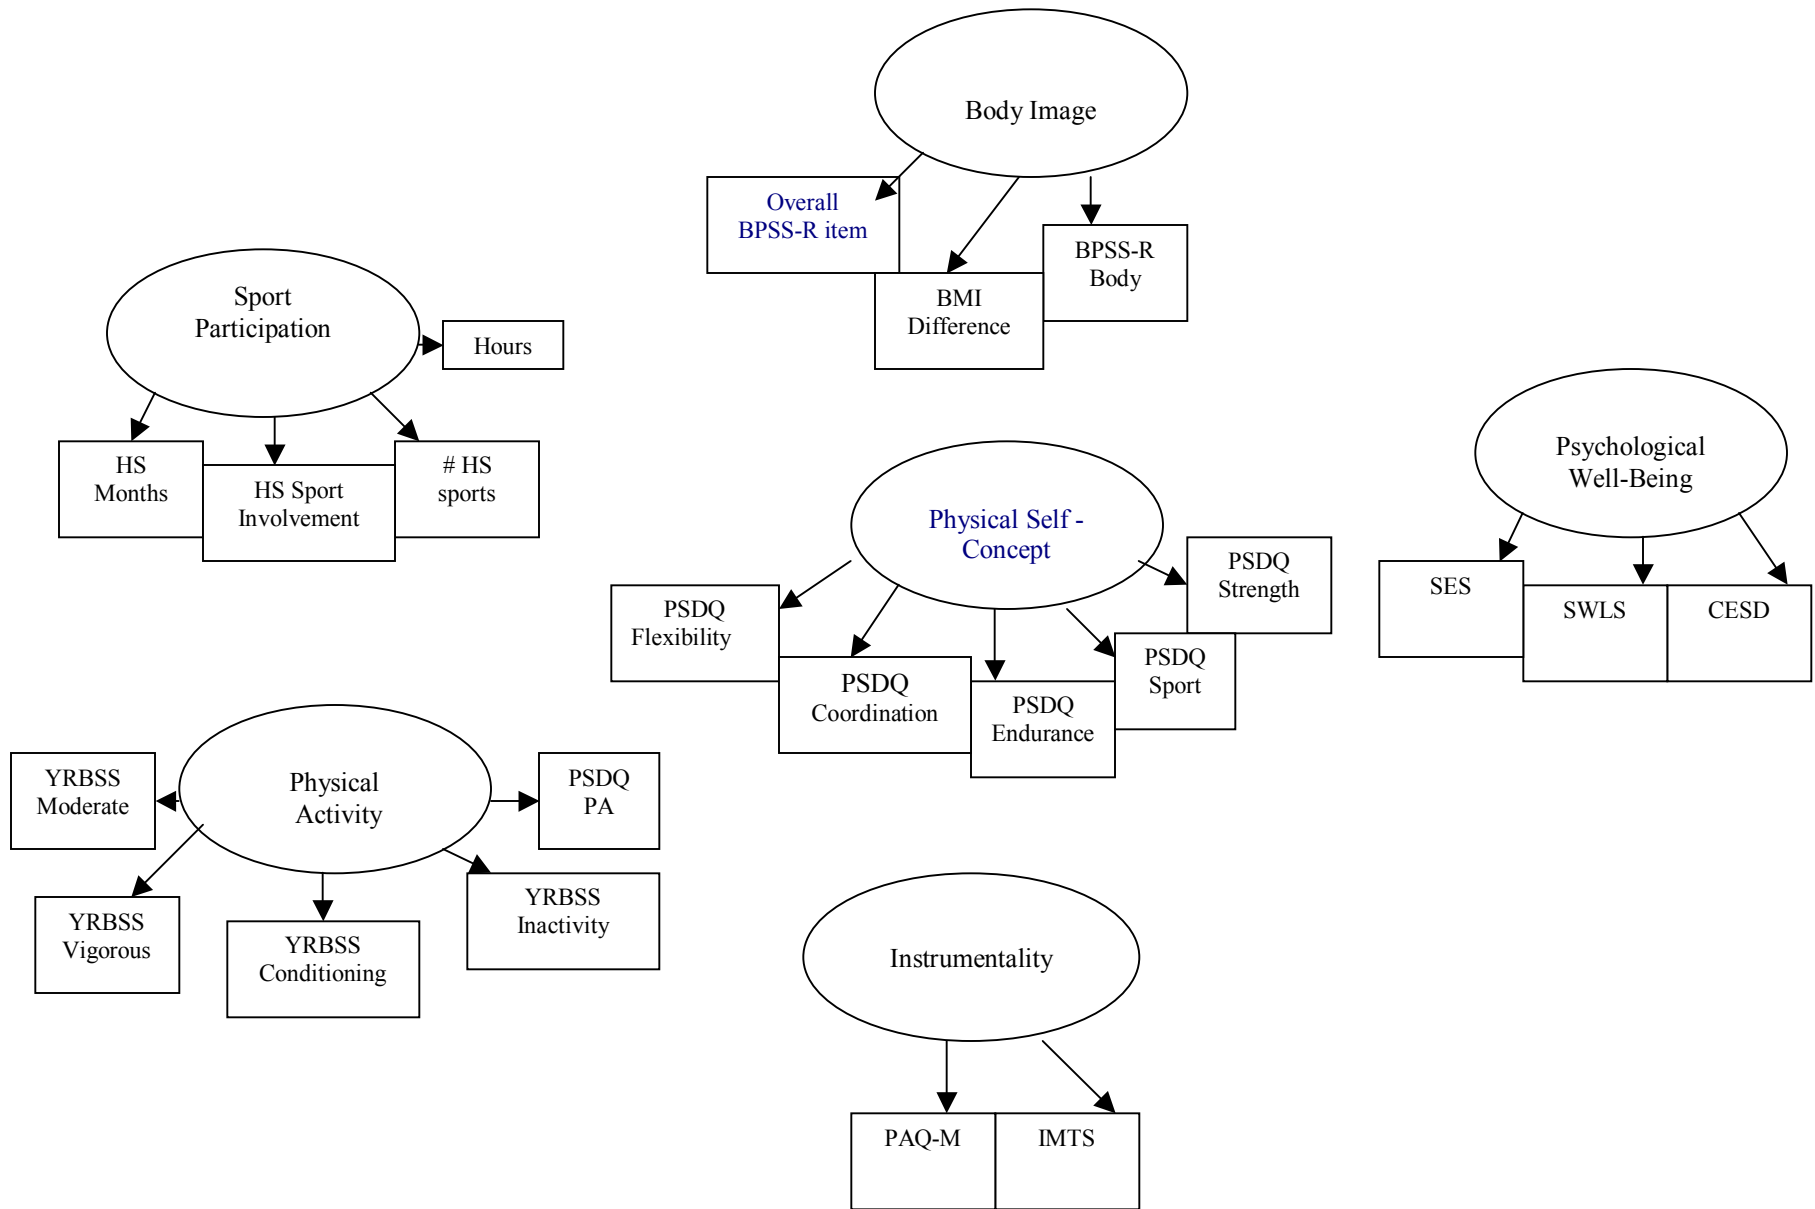 Body Image
Overall
BPSS-R item
BMI
Difference
BPSS-R
Body
Sport
Participation
Hours
HS
Months
HS Sport
Involvement
# HS
sports
Psychological
Well-Being
SES
SWLS
CESD
Physical Self -
Concept
PSDQ
Flexibility
PSDQ
Coordination
PSDQ
Endurance
PSDQ
Sport
PSDQ
Strength
Physical
Activity
YRBSS
Moderate
YRBSS
Vigorous
YRBSS
Conditioning
YRBSS
Inactivity
PSDQ
PA
Instrumentality
PAQ-M
IMTS